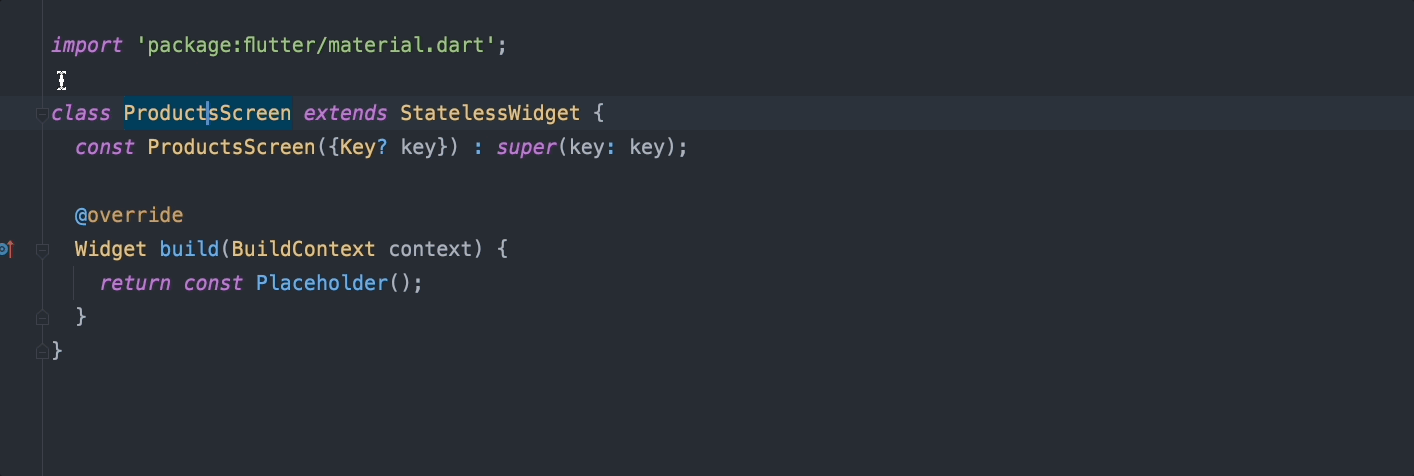 import 'package:flutter/material.dart';
class ProductsScreen extends StatelessWidget {
const ProductsScreen({Key? key}) : super(key: key);
@override
Widget build(BuildContext context) {
return const Placeholder();
}
}